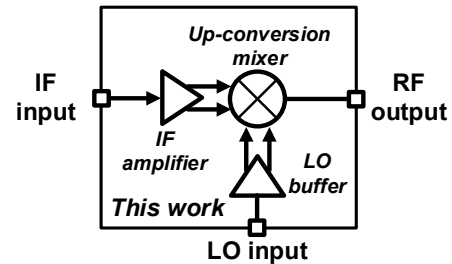 Up-conversion
mixer
IF
input
RF
output
IF
amplifier
LO
buffer
This work
LO input